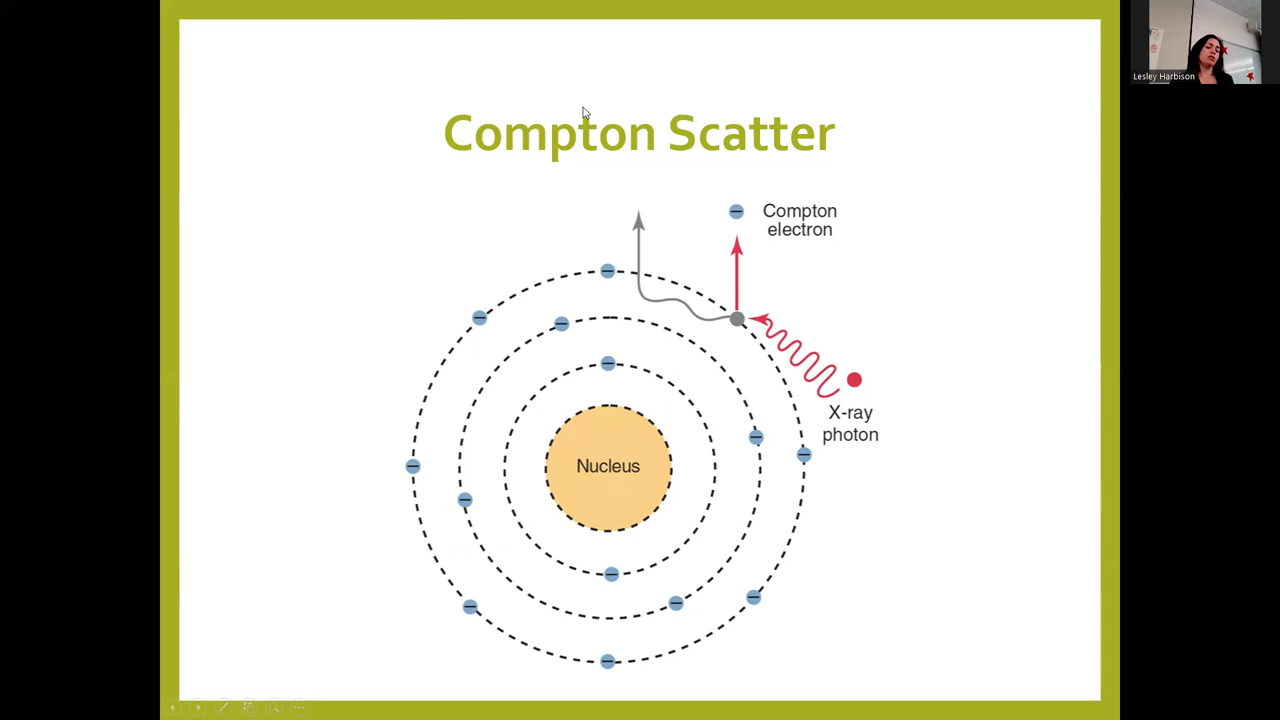 Compton Scatter
Compton
electron
X-ray
photon
Nucleus
Lesley Harbison